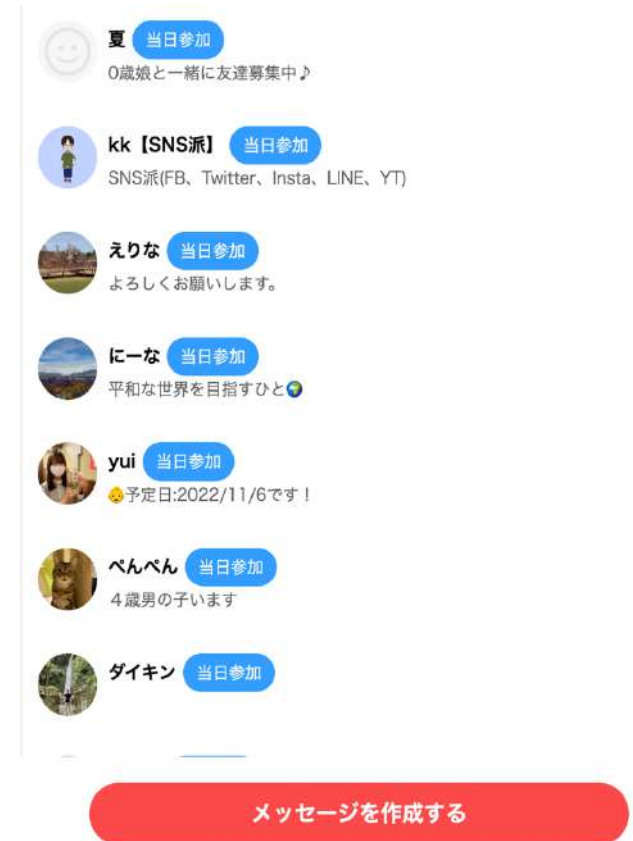 夏 当日参加
0歳娘と一緒に友達募集中♪
kk【SNS派】 当日参加
SNS派(FB、Twitter、Insta、LINE、YT)
えりな 当日参加
よろしくお願いします。
にーな 当日参加
平和な世界を目指すひと🌍
yui 当日参加
👴予定日:2022/11/6です！
ぺんぺん 当日参加
４歳男の子います
ダイキン 当日参加
メッセージを作成する